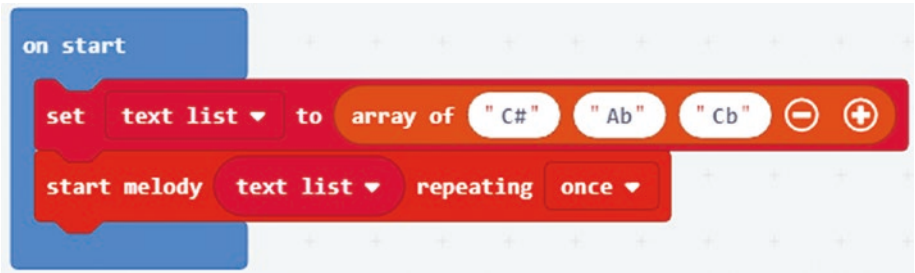 on start
set text list to array of "C#" "Ab" "Cb"
start melody text list repeating once